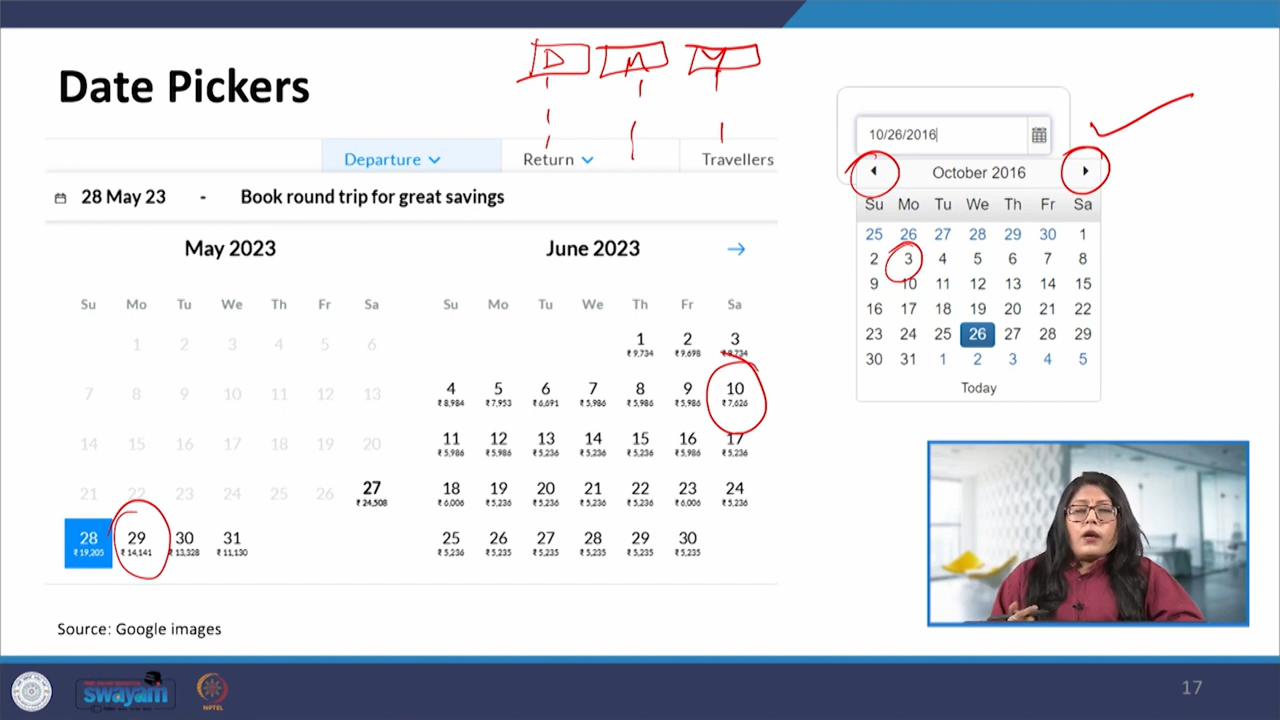 D M Y
Date Pickers
Departure Return Travellers
28 May 23 - Book round trip for great savings
May 2023 June 2023
Su Mo Tu We Th Fr Sa Su Mo Tu We Th Fr Sa
1 2 3 4 5 6 1 2 3
₹ 9,734 ₹ 9,698 ₹ 9,734
7 8 9 10 11 12 13 4 5 6 7 8 9 10
₹ 8,984 ₹ 7,953 ₹ 6,691 ₹ 5,986 ₹ 5,986 ₹ 5,986 ₹ 7,626
14 15 16 17 18 19 20 11 12 13 14 15 16 17
₹ 5,986 ₹ 5,986 ₹ 5,236 ₹ 5,236 ₹ 5,236 ₹ 5,986 ₹ 5,236
21 22 23 24 25 26 27 18 19 20 21 22 23 24
₹ 24,508 ₹ 6,006 ₹ 5,236 ₹ 5,236 ₹ 5,236 ₹ 5,236 ₹ 6,006 ₹ 5,236
28 29 30 31 25 26 27 28 29 30
₹ 19,205 ₹ 14,141 ₹ 13,328 ₹ 11,130 ₹ 5,236 ₹ 5,235 ₹ 5,235 ₹ 5,235 ₹ 5,235 ₹ 5,235
10/26/2016
October 2016
Su Mo Tu We Th Fr Sa
25 26 27 28 29 30 1
2 3 4 5 6 7 8
9 10 11 12 13 14 15
16 17 18 19 20 21 22
23 24 25 26 27 28 29
30 31 1 2 3 4 5
Today
Source: Google images
swayam
NPTEL
17